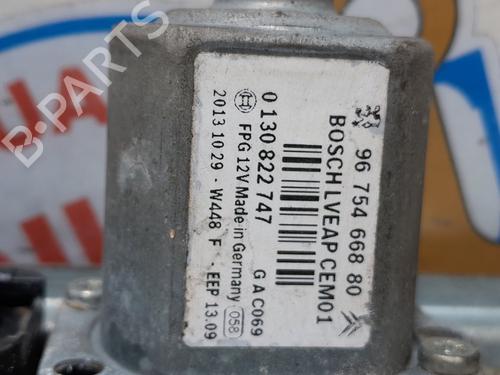 96 754 668 80
BOSCH LVEAP CEM01
0 130 822 747
G A C069
FPG 12V Made in Germany 058
2013 10 29 - W448 F - EEP 13.09
B-PARTS